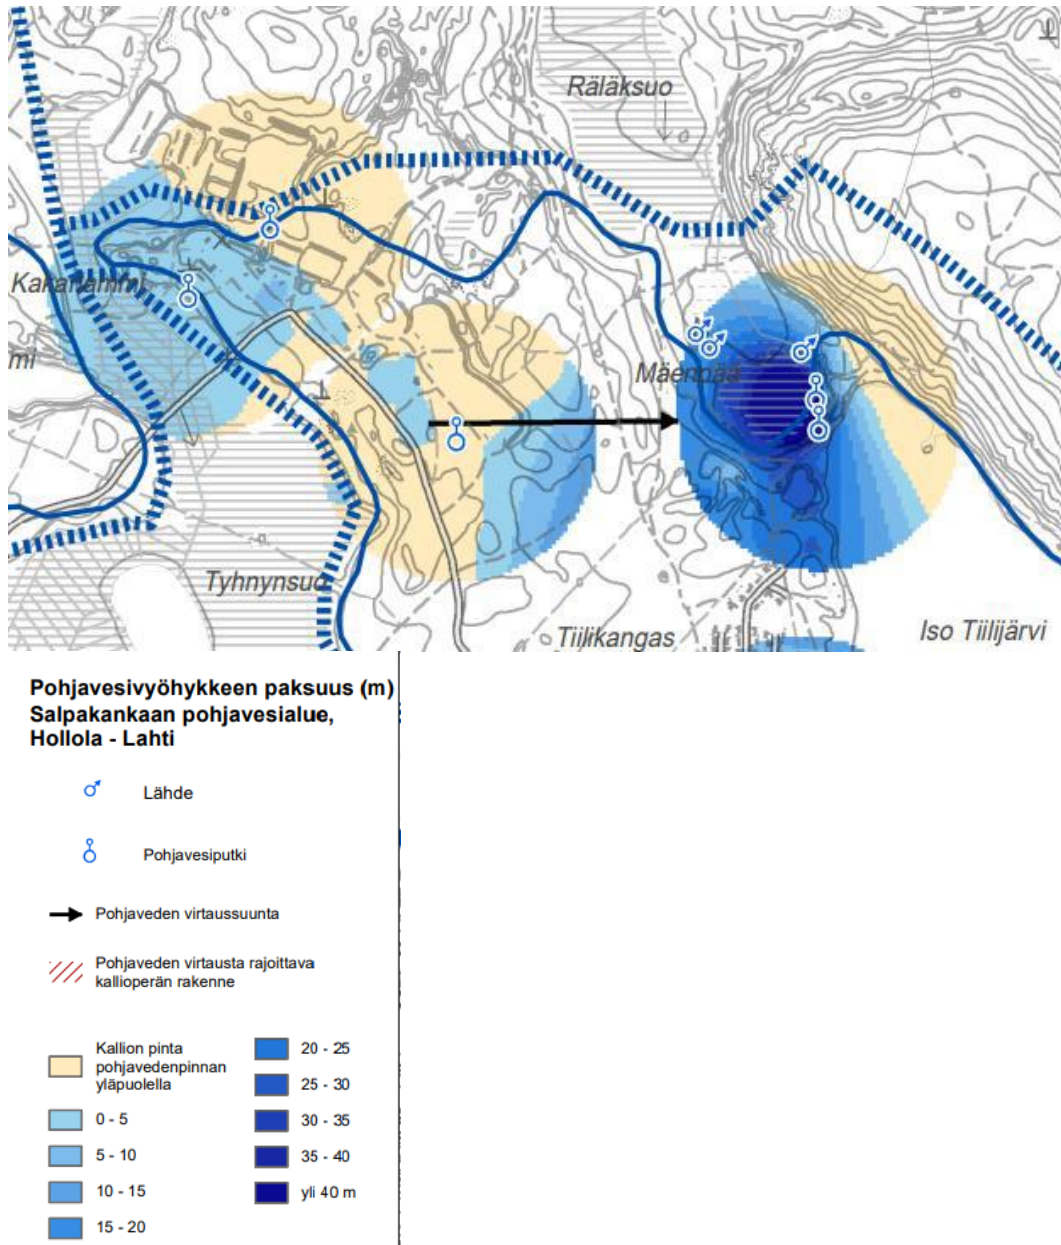 Räläksuo
Kakarlammi
mi
Mäenpää
Tyhnynsuo
Tiilikangas
Iso Tiilijärvi
Pohjavesivyöhykkeen paksuus (m)
Salpakankaan pohjavesialue,
Hollola - Lahti
Lähde
Pohjavesiputki
Pohjaveden virtaussuunta
Pohjaveden virtausta rajoittava
kallioperän rakenne
Kallion pinta
pohjavedenpinnan
yläpuolella
0 - 5
5 - 10
10 - 15
15 - 20
20 - 25
25 - 30
30 - 35
35 - 40
yli 40 m